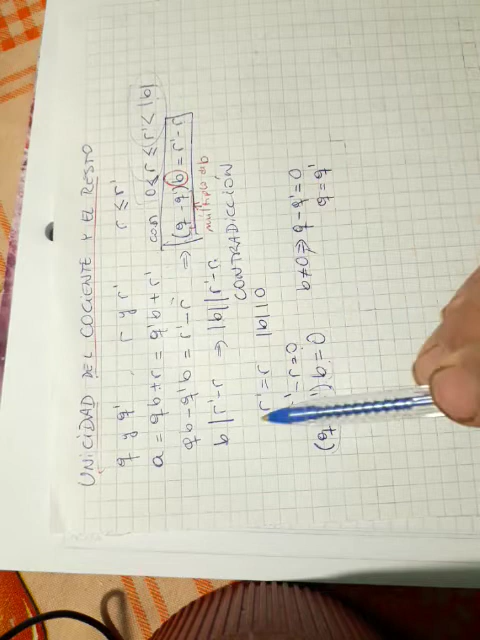 UNICIDAD DEL COCIENTE Y EL RESTO
q y q' , r y r' r ≤ r'
a = qb + r = q'b + r' con 0 ≤ r ≤ r' < |b|
qb - q'b = r' - r ⇒ (q - q')b = r' - r
múltiplo de b
b | r' - r ⇒ |b| | r' - r
CONTRADICCIÓN
r' = r |b| | 0
' - r = 0
(q ')b = 0 b ≠ 0 ⇒ q - q' = 0
q = q'